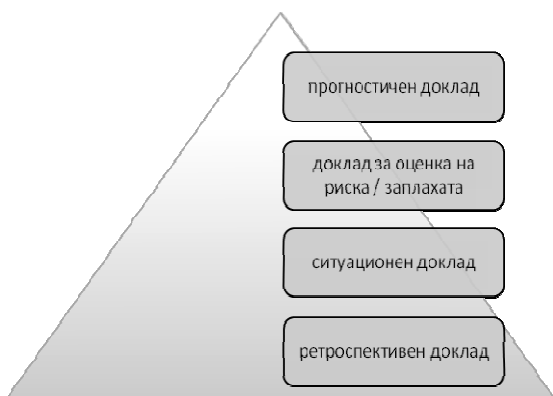 прогностичен доклад
доклад за оценка на
риска / заплахата
ситуационен доклад
ретроспективен доклад